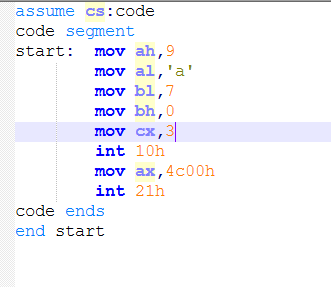 assume cs:code
code segment
start:  mov ah,9
        mov al,'a'
        mov bl,7
        mov bh,0
        mov cx,3
        int 10h
        mov ax,4c00h
        int 21h
code ends
end start